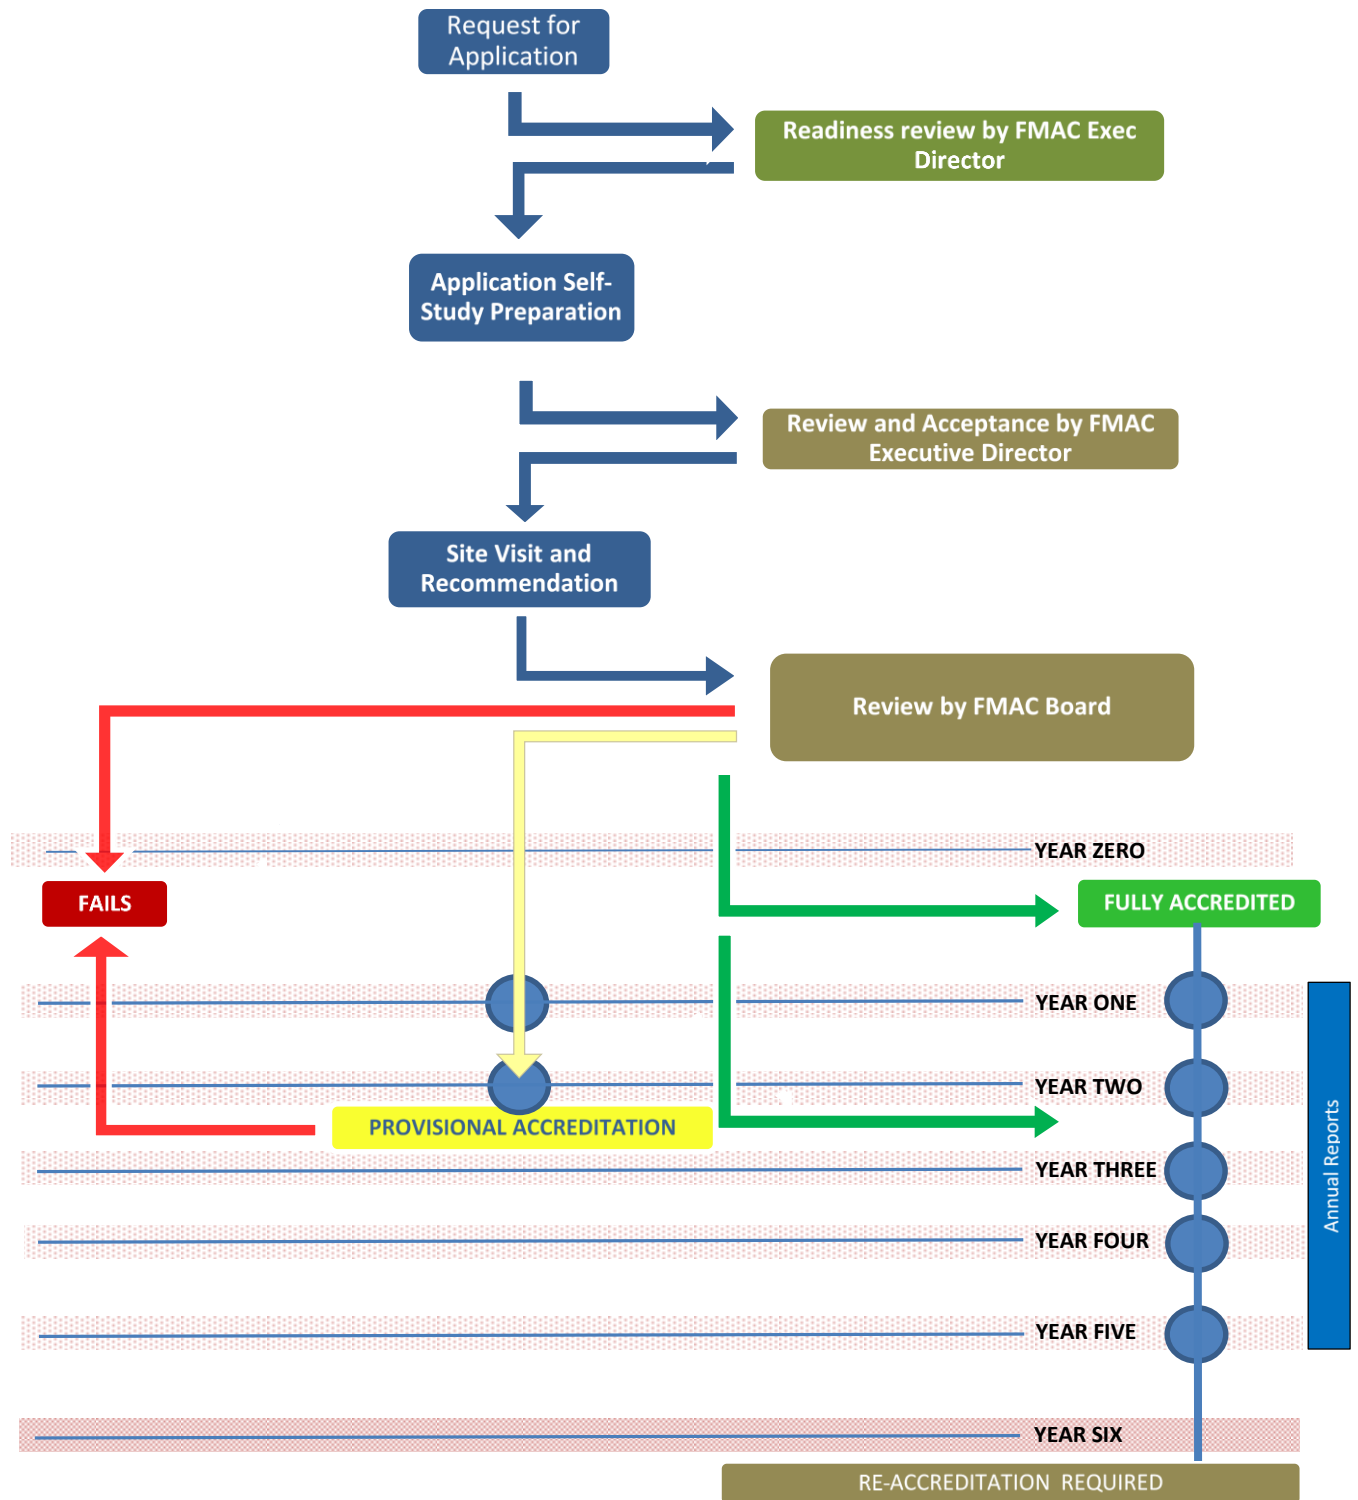 Request for
Application
Readiness review by FMAC Exec
Director
Application Self-
Study Preparation
Review and Acceptance by FMAC
Executive Director
Site Visit and
Recommendation
Review by FMAC Board
YEAR ZERO
FAILS
FULLY ACCREDITED
YEAR ONE
YEAR TWO
PROVISIONAL ACCREDITATION
YEAR THREE
Annual Reports
YEAR FOUR
YEAR FIVE
YEAR SIX
RE-ACCREDITATION REQUIRED